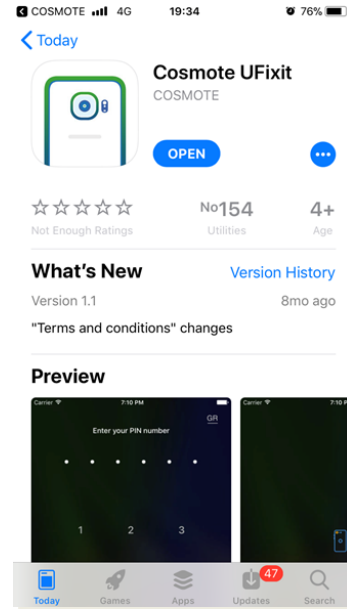 COSMOTE 4G 19:34 76%
Today
Cosmote UFixit
COSMOTE
OPEN
No154 4+
Not Enough Ratings Utilities Age
What's New Version History
Version 1.1 8mo ago
"Terms and conditions" changes
Preview
Carrier 7:10 PM Carrier 7:10 P
GR
Enter your PIN number
1 2 3
47
Today Games Apps Updates Search